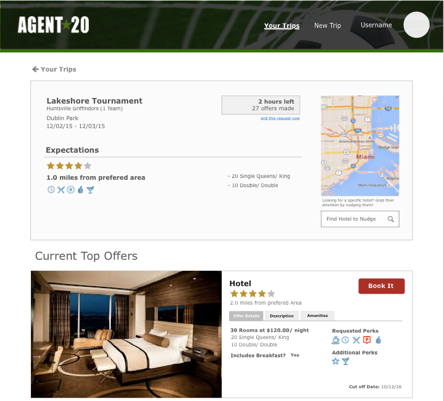 AGENT★20
Your Trips
New Trip
Username
Your Trips
Lakeshore Tournament
Huntsville Griffindors (1 Team)
Dublin Park
12/02/15 - 12/03/15
2 hours left
27 offers made
end this request now
Expectations
1.0 miles from prefered area
- 20 Single Queens/ King
- 10 Double/ Double
Miami
Looking for a specific hotel? Grab their
attention by nudging them!
Find Hotel to Nudge
Current Top Offers
Hotel
2.0 miles from prefered Area
Book It
Offer Details
Description
Amenities
30 Rooms at $120.00/ night
20 Single Queens/ King
10 Double/ Double
Includes Breakfast? Yes
Requested Perks
Additional Perks
Cut off Date: 10/12/16